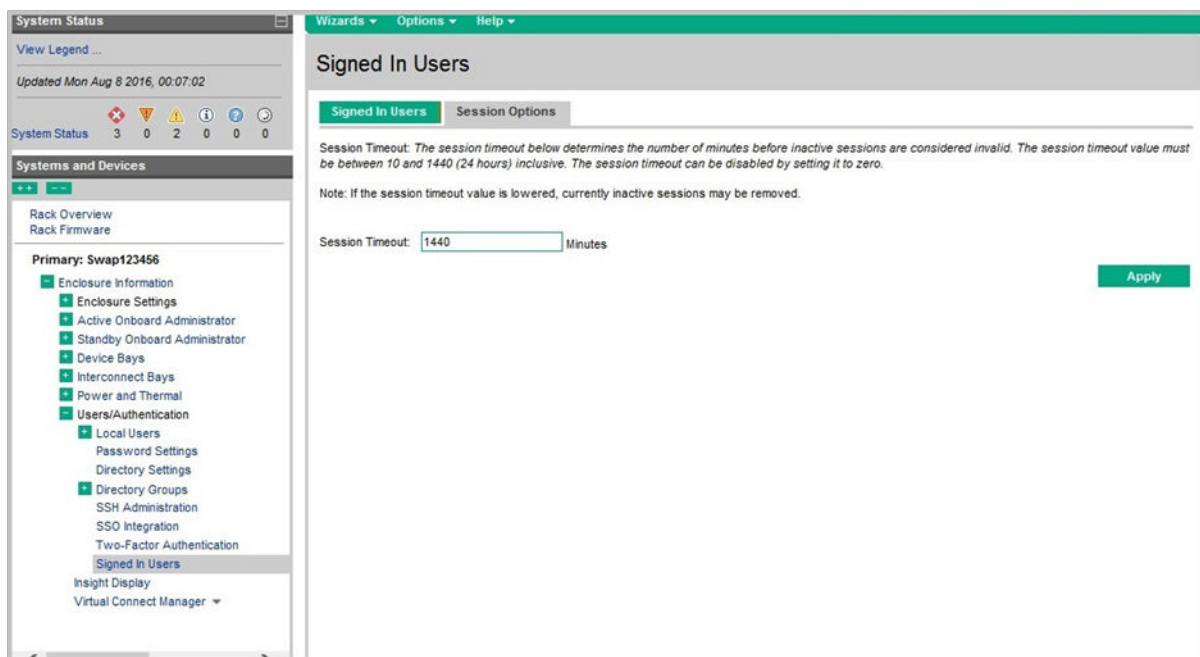 System Status
View Legend ...
Updated Mon Aug 8 2016, 00:07:02
System Status 3 0 2 0 0 0
Systems and Devices
Rack Overview
Rack Firmware
Primary: Swap123456
Enclosure Information
Enclosure Settings
Active Onboard Administrator
Standby Onboard Administrator
Device Bays
Interconnect Bays
Power and Thermal
Users/Authentication
Local Users
Password Settings
Directory Settings
Directory Groups
SSH Administration
SSO Integration
Two-Factor Authentication
Signed In Users
Insight Display
Virtual Connect Manager
Wizards Options Help
Signed In Users
Signed In Users Session Options
Session Timeout: The session timeout below determines the number of minutes before inactive sessions are considered invalid. The session timeout value must
be between 10 and 1440 (24 hours) inclusive. The session timeout can be disabled by setting it to zero.
Note: If the session timeout value is lowered, currently inactive sessions may be removed.
Session Timeout: 1440 Minutes
Apply